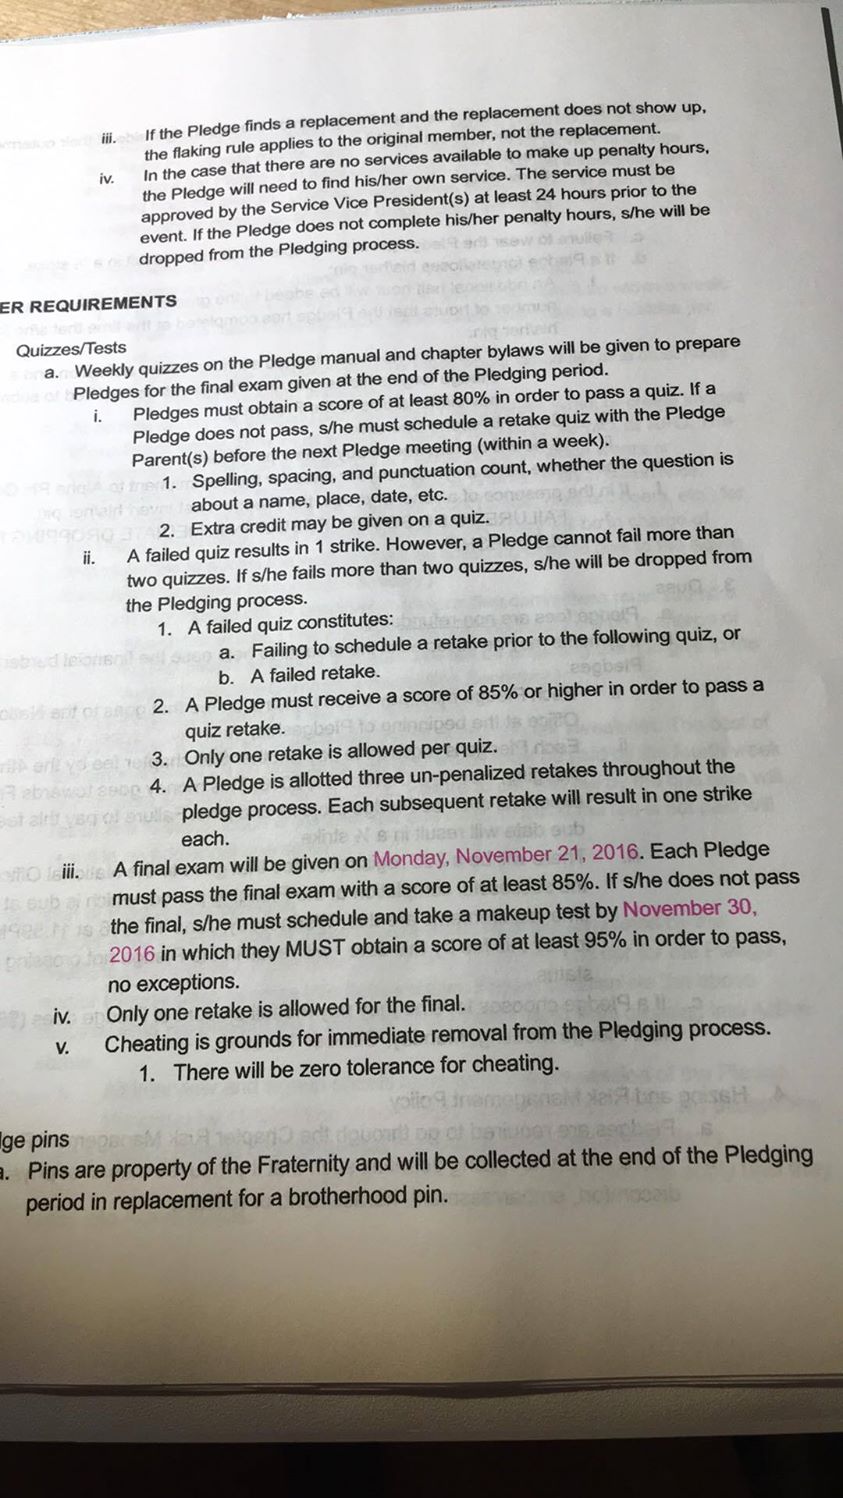 iii. If the Pledge finds a replacement and the replacement does not show up,
the flaking rule applies to the original member, not the replacement.
iv. In the case that there are no services available to make up penalty hours,
the Pledge will need to find his/her own service. The service must be
approved by the Service Vice President(s) at least 24 hours prior to the
event. If the Pledge does not complete his/her penalty hours, s/he will be
dropped from the Pledging process.
ER REQUIREMENTS
Quizzes/Tests
a. Weekly quizzes on the Pledge manual and chapter bylaws will be given to prepare
Pledges for the final exam given at the end of the Pledging period.
i. Pledges must obtain a score of at least 80% in order to pass a quiz. If a
Pledge does not pass, s/he must schedule a retake quiz with the Pledge
Parent(s) before the next Pledge meeting (within a week).
1. Spelling, spacing, and punctuation count, whether the question is
about a name, place, date, etc.
2. Extra credit may be given on a quiz.
ii. A failed quiz results in 1 strike. However, a Pledge cannot fail more than
two quizzes. If s/he fails more than two quizzes, s/he will be dropped from
the Pledging process.
1. A failed quiz constitutes:
a. Failing to schedule a retake prior to the following quiz, or
b. A failed retake.
2. A Pledge must receive a score of 85% or higher in order to pass a
quiz retake.
3. Only one retake is allowed per quiz.
4. A Pledge is allotted three un-penalized retakes throughout the
pledge process. Each subsequent retake will result in one strike
each.
iii. A final exam will be given on Monday, November 21, 2016. Each Pledge
must pass the final exam with a score of at least 85%. If s/he does not pass
the final, s/he must schedule and take a makeup test by November 30,
2016 in which they MUST obtain a score of at least 95% in order to pass,
no exceptions.
iv. Only one retake is allowed for the final.
v. Cheating is grounds for immediate removal from the Pledging process.
1. There will be zero tolerance for cheating.
dge pins
a. Pins are property of the Fraternity and will be collected at the end of the Pledging
period in replacement for a brotherhood pin.